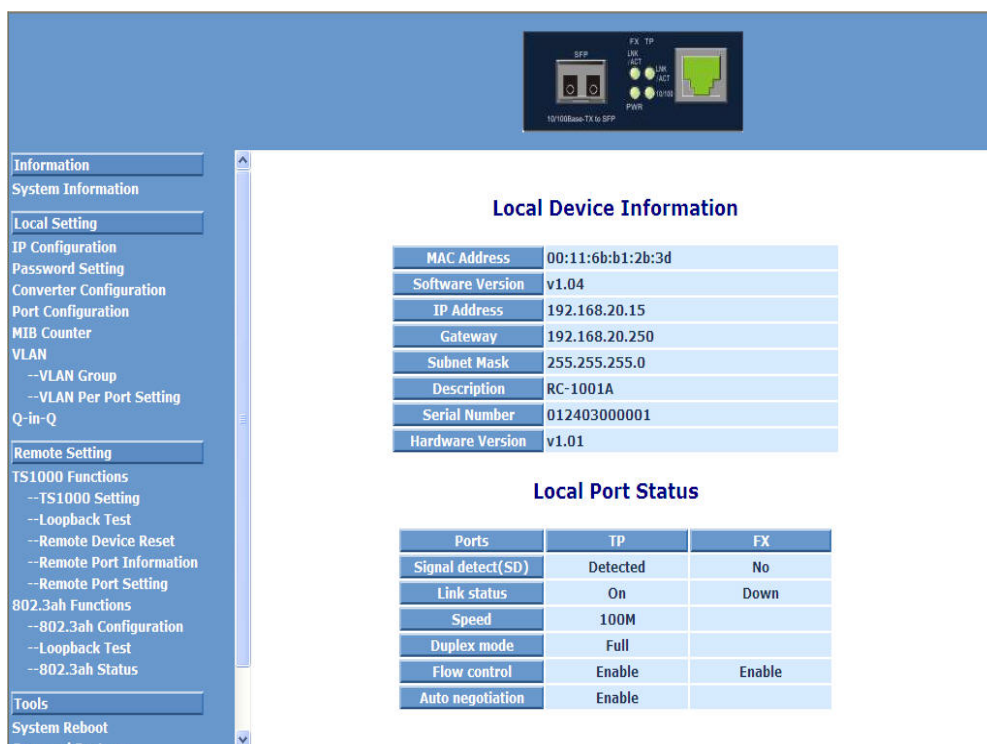 FX TP
SFP
LNK
/ACT
LNK
/ACT
10/100
PWR
10/100Base-TX to SFP
Information
System Information
Local Setting
IP Configuration
Password Setting
Converter Configuration
Port Configuration
MIB Counter
VLAN
--VLAN Group
--VLAN Per Port Setting
Q-in-Q
Remote Setting
TS1000 Functions
--TS1000 Setting
--Loopback Test
--Remote Device Reset
--Remote Port Information
--Remote Port Setting
802.3ah Functions
--802.3ah Configuration
--Loopback Test
--802.3ah Status
Tools
System Reboot
Local Device Information
MAC Address 00:11:6b:b1:2b:3d
Software Version v1.04
IP Address 192.168.20.15
Gateway 192.168.20.250
Subnet Mask 255.255.255.0
Description RC-1001A
Serial Number 012403000001
Hardware Version v1.01
Local Port Status
Ports TP FX
Signal detect(SD) Detected No
Link status On Down
Speed 100M
Duplex mode Full
Flow control Enable Enable
Auto negotiation Enable